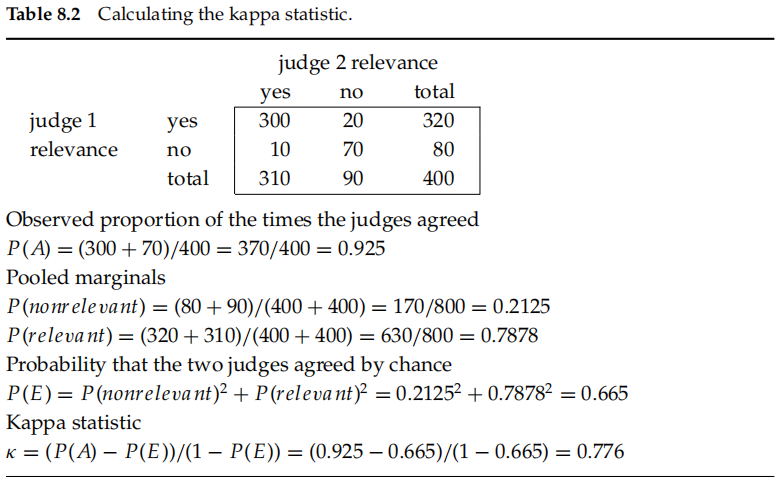 Table 8.2 Calculating the kappa statistic.
judge 2 relevance
yes no total
judge 1 yes 300 20 320
relevance no 10 70 80
total 310 90 400
Observed proportion of the times the judges agreed
P(A) = (300 + 70)/400 = 370/400 = 0.925
Pooled marginals
P(nonrelevant) = (80 + 90)/(400 + 400) = 170/800 = 0.2125
P(relevant) = (320 + 310)/(400 + 400) = 630/800 = 0.7878
Probability that the two judges agreed by chance
P(E) = P(nonrelevant)² + P(relevant)² = 0.2125² + 0.7878² = 0.665
Kappa statistic
κ = (P(A) − P(E))/(1 − P(E)) = (0.925 − 0.665)/(1 − 0.665) = 0.776